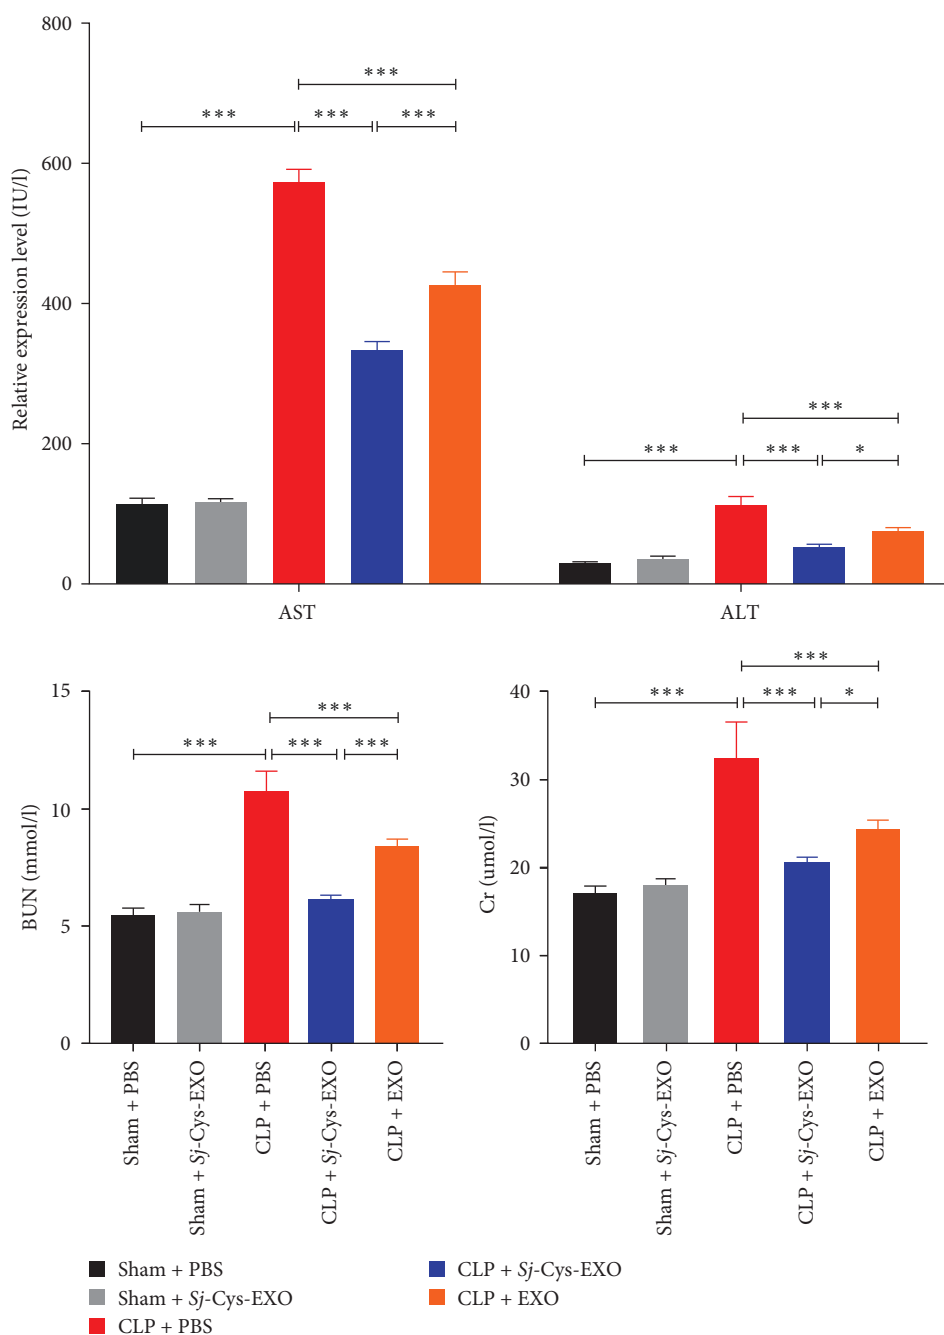 800
600
400
200
0
Relative expression level (IU/l)
***
***
***
***
***
***
***
*
AST
ALT
15
10
5
0
BUN (mmol/l)
***
***
***
***
Sham + PBS
Sham + Sj-Cys-EXO
CLP + PBS
CLP + Sj-Cys-EXO
CLP + EXO
40
30
20
10
0
Cr (umol/l)
***
***
***
*
Sham + PBS
Sham + Sj-Cys-EXO
CLP + PBS
CLP + Sj-Cys-EXO
CLP + EXO
Sham + PBS
Sham + Sj-Cys-EXO
CLP + PBS
CLP + Sj-Cys-EXO
CLP + EXO